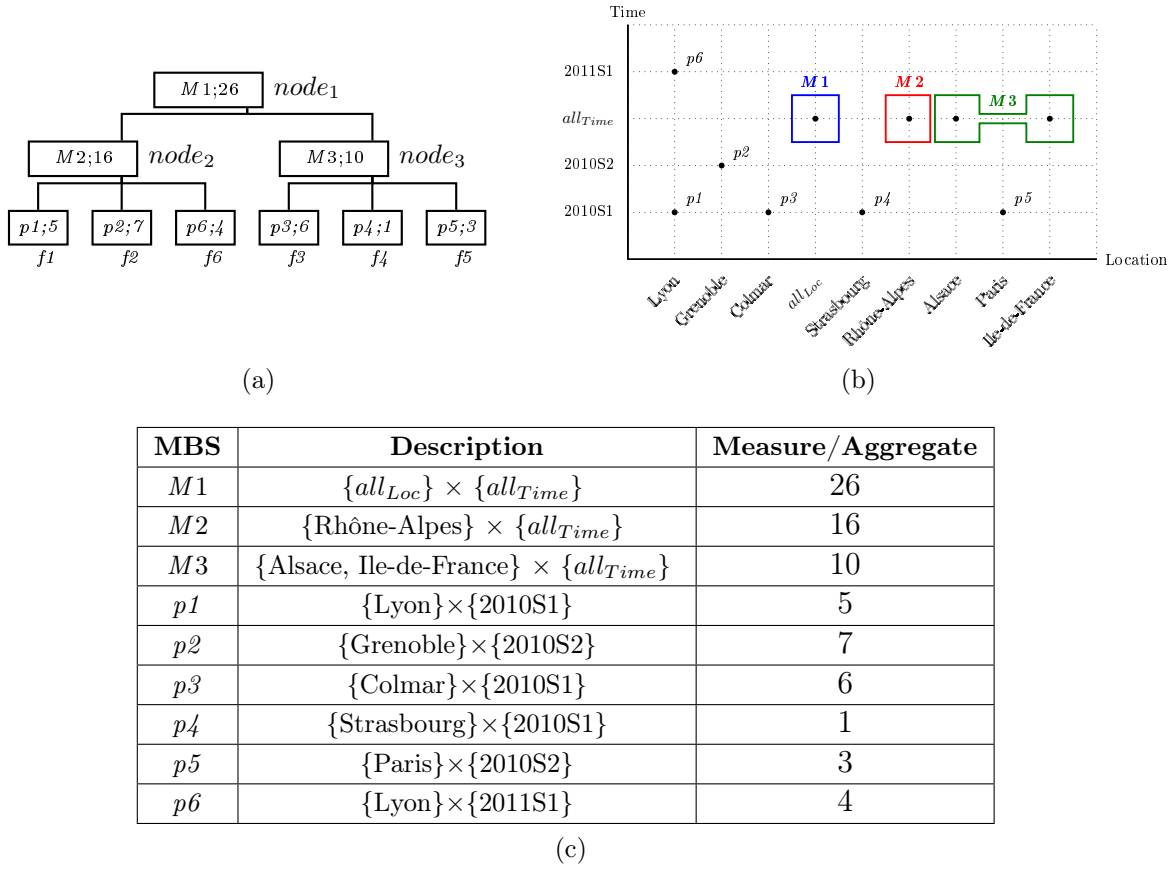 M1;26 node1
M2;16 node2 M3;10 node3
p1;5 p2;7 p6;4 p3;6 p4;1 p5;3
f1 f2 f6 f3 f4 f5
(a)
Time
2011S1 p6
M1 M2 M3
allTime
p2
2010S2
p1 p3 p4 p5
2010S1
Location
Lyon Grenoble Colmar allLoc Strasbourg Rhône-Alpes Alsace Paris Ile-de-France
(b)
MBS Description Measure/Aggregate
M1 {allLoc} × {allTime} 26
M2 {Rhône-Alpes} × {allTime} 16
M3 {Alsace, Ile-de-France} × {allTime} 10
p1 {Lyon}×{2010S1} 5
p2 {Grenoble}×{2010S2} 7
p3 {Colmar}×{2010S1} 6
p4 {Strasbourg}×{2010S1} 1
p5 {Paris}×{2010S2} 3
p6 {Lyon}×{2011S1} 4
(c)